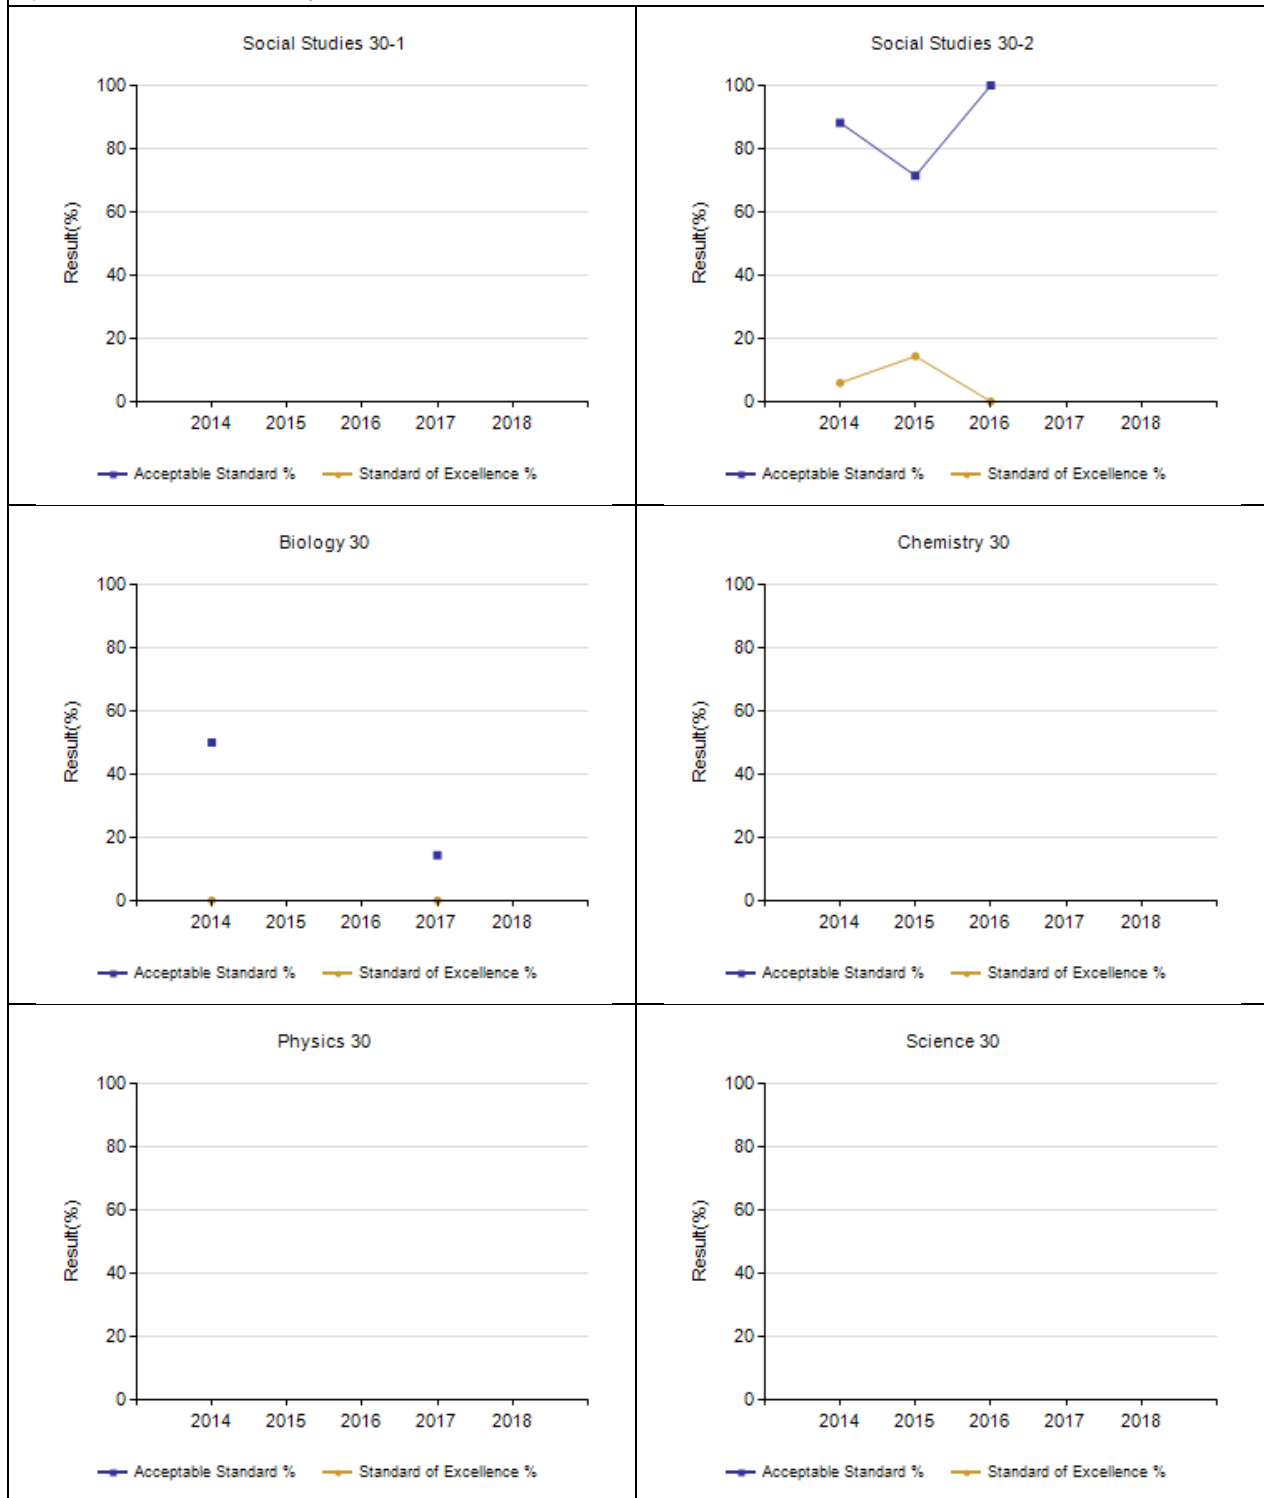 Social Studies 30-1
100
80
60
40
20
0
Result(%)
2014 2015 2016 2017 2018
Acceptable Standard % Standard of Excellence %
Social Studies 30-2
100
80
60
40
20
0
Result(%)
2014 2015 2016 2017 2018
Acceptable Standard % Standard of Excellence %
Biology 30
100
80
60
40
20
0
Result(%)
2014 2015 2016 2017 2018
Acceptable Standard % Standard of Excellence %
Chemistry 30
100
80
60
40
20
0
Result(%)
2014 2015 2016 2017 2018
Acceptable Standard % Standard of Excellence %
Physics 30
100
80
60
40
20
0
Result(%)
2014 2015 2016 2017 2018
Acceptable Standard % Standard of Excellence %
Science 30
100
80
60
40
20
0
Result(%)
2014 2015 2016 2017 2018
Acceptable Standard % Standard of Excellence %